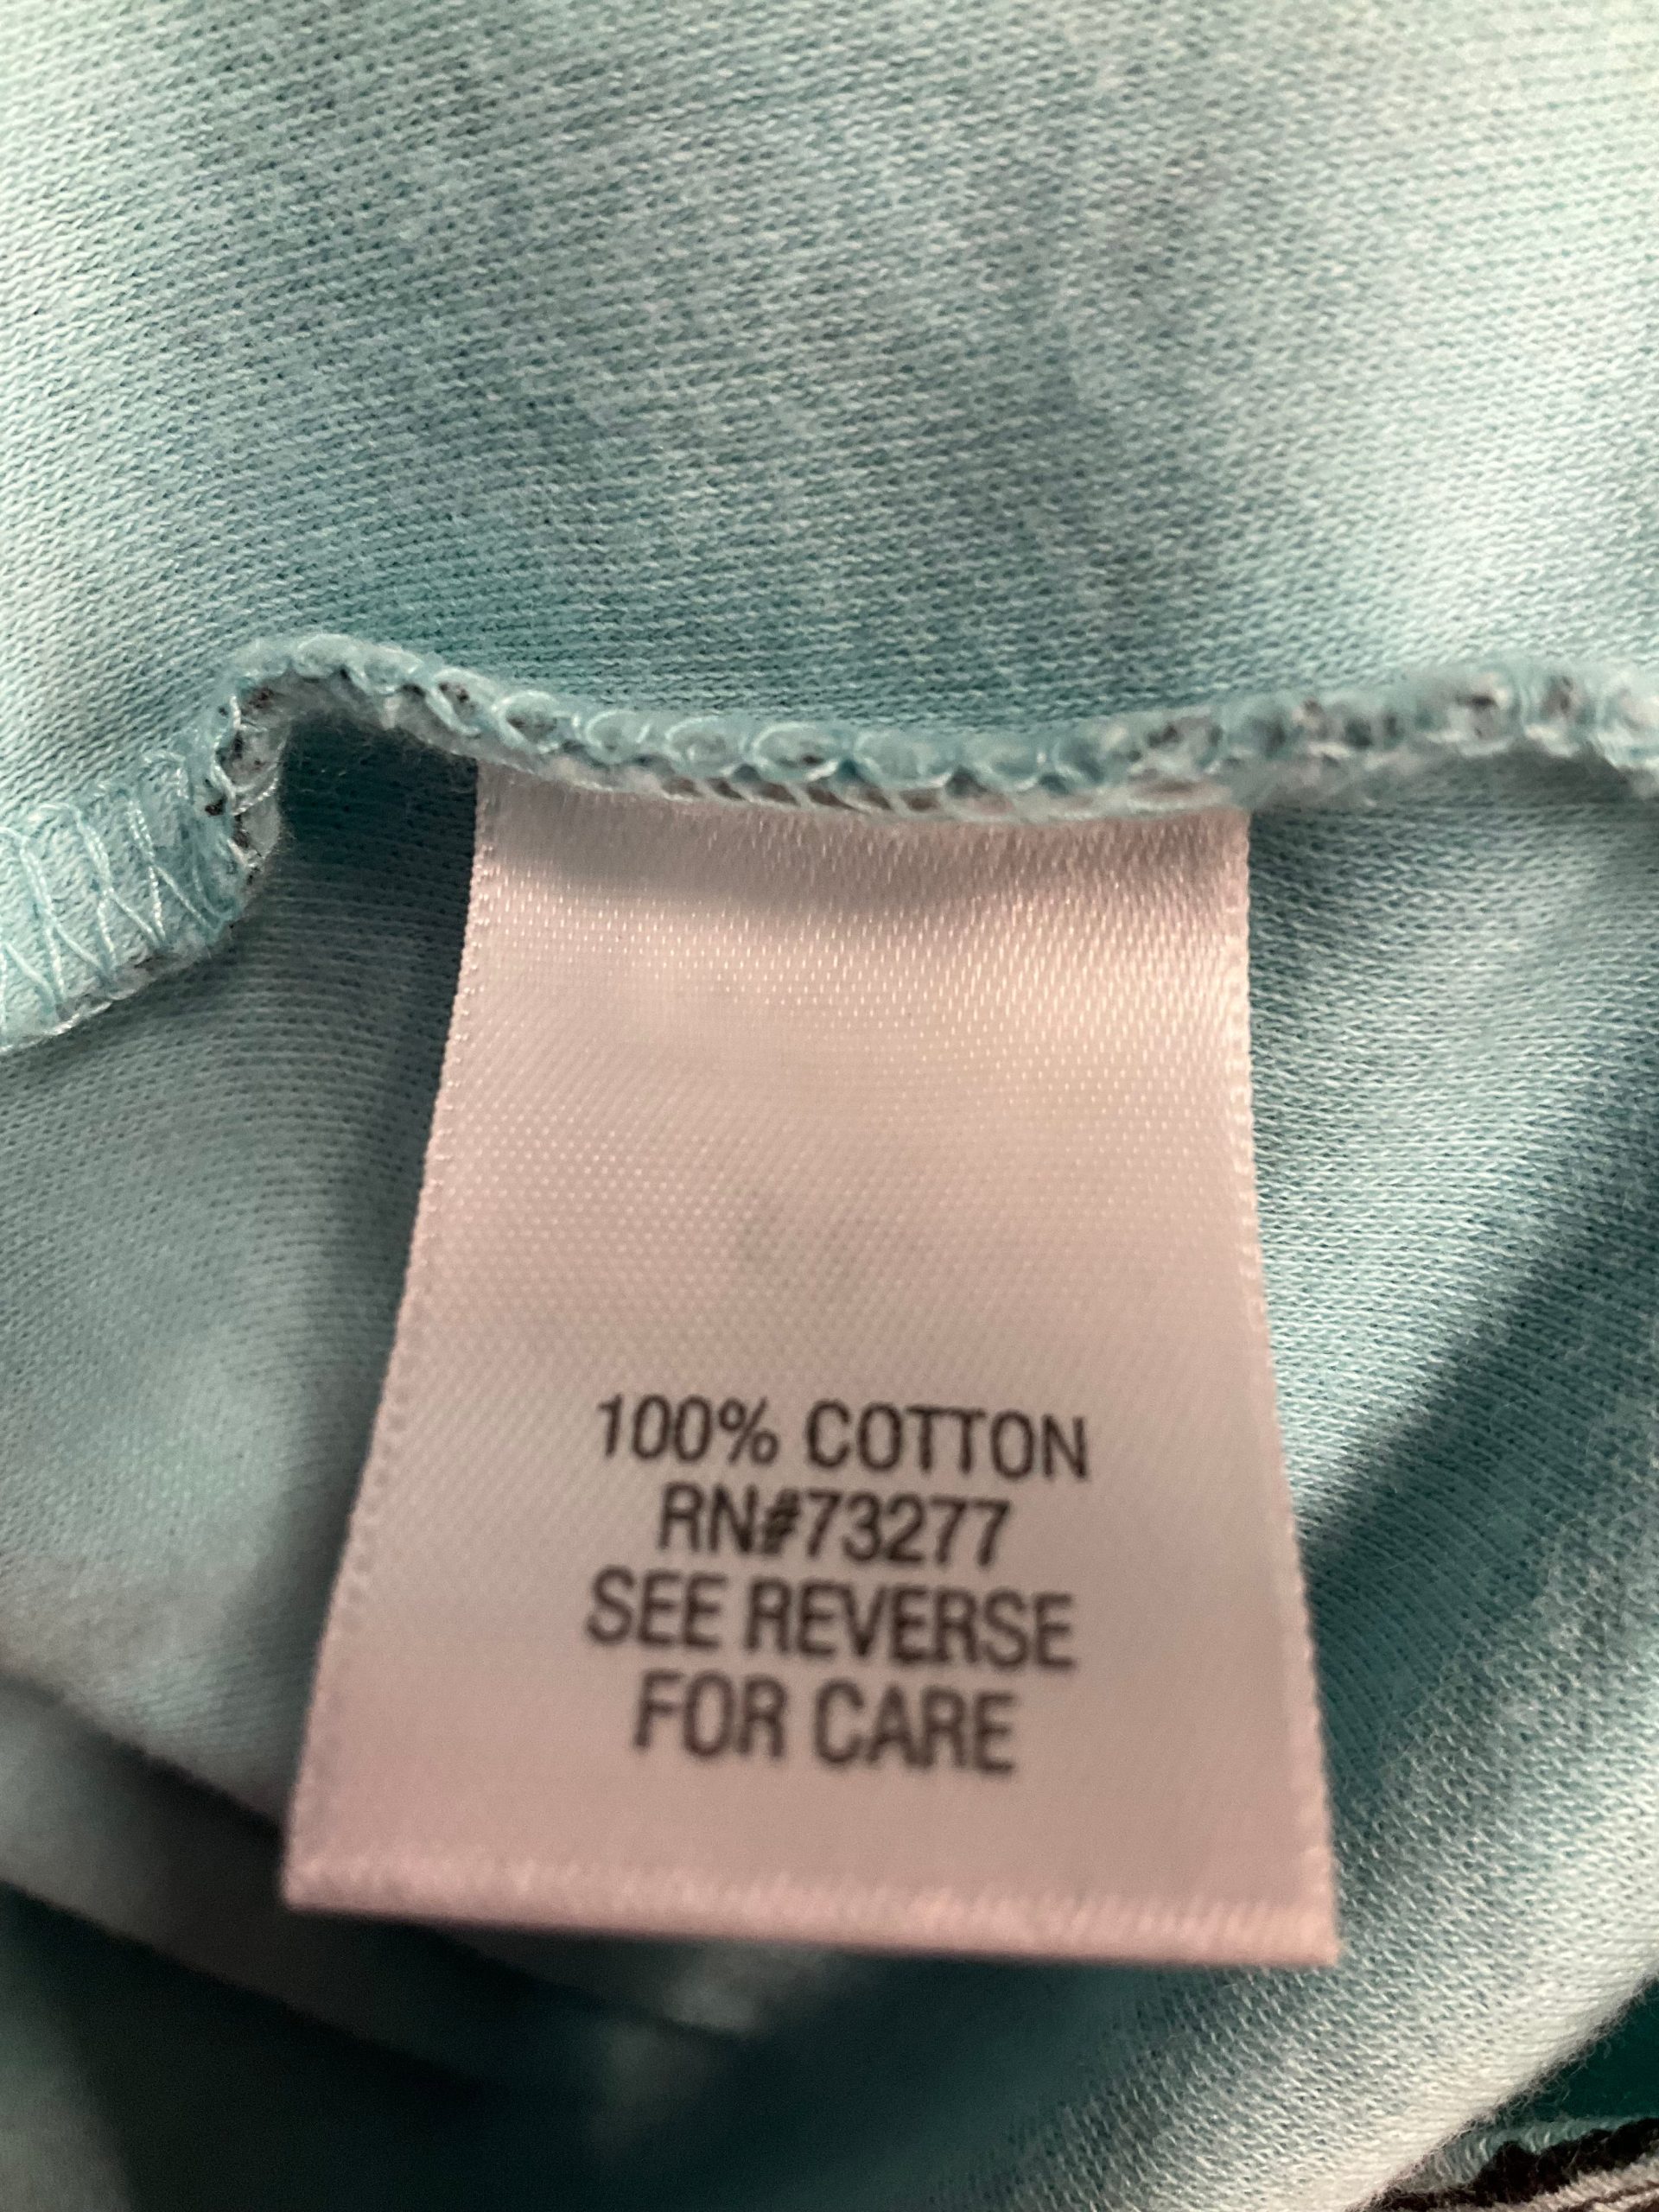 100% COTTON
RN#73277
SEE REVERSE
FOR CARE